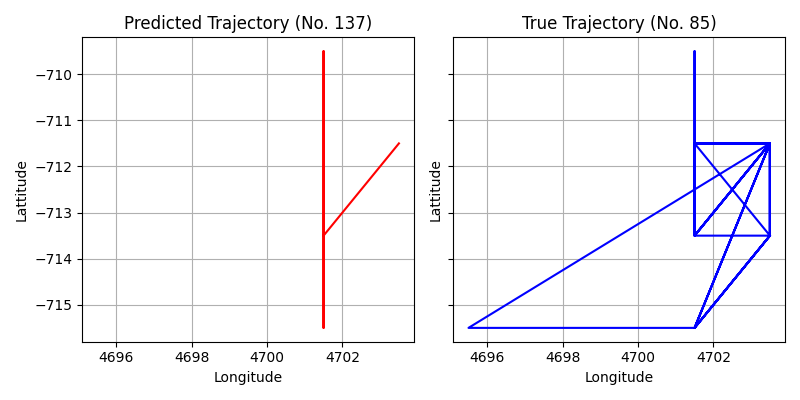 Predicted Trajectory (No. 137)
True Trajectory (No. 85)
−710
−711
−712
−713
−714
−715
Lattitude
Lattitude
4696 4698 4700 4702
4696 4698 4700 4702
Longitude
Longitude